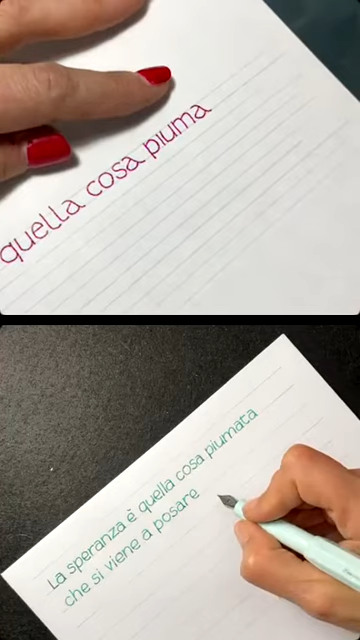 quella cosa piuma
La speranza è quella cosa piumata
che si viene a posare